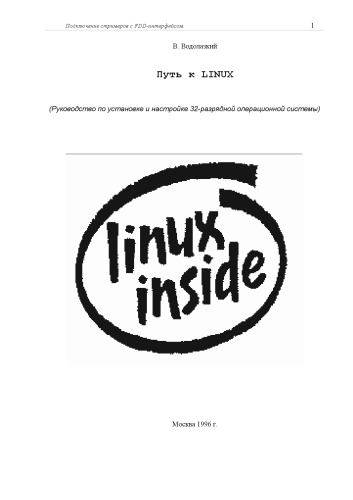 Подключение стримеров с FDD-интерфейсом. 1
В. Водолазкий
Путь к LINUX
(Руководство по установке и настройке 32-разрядной операционной системы)
linux
inside
Москва 1996 г.